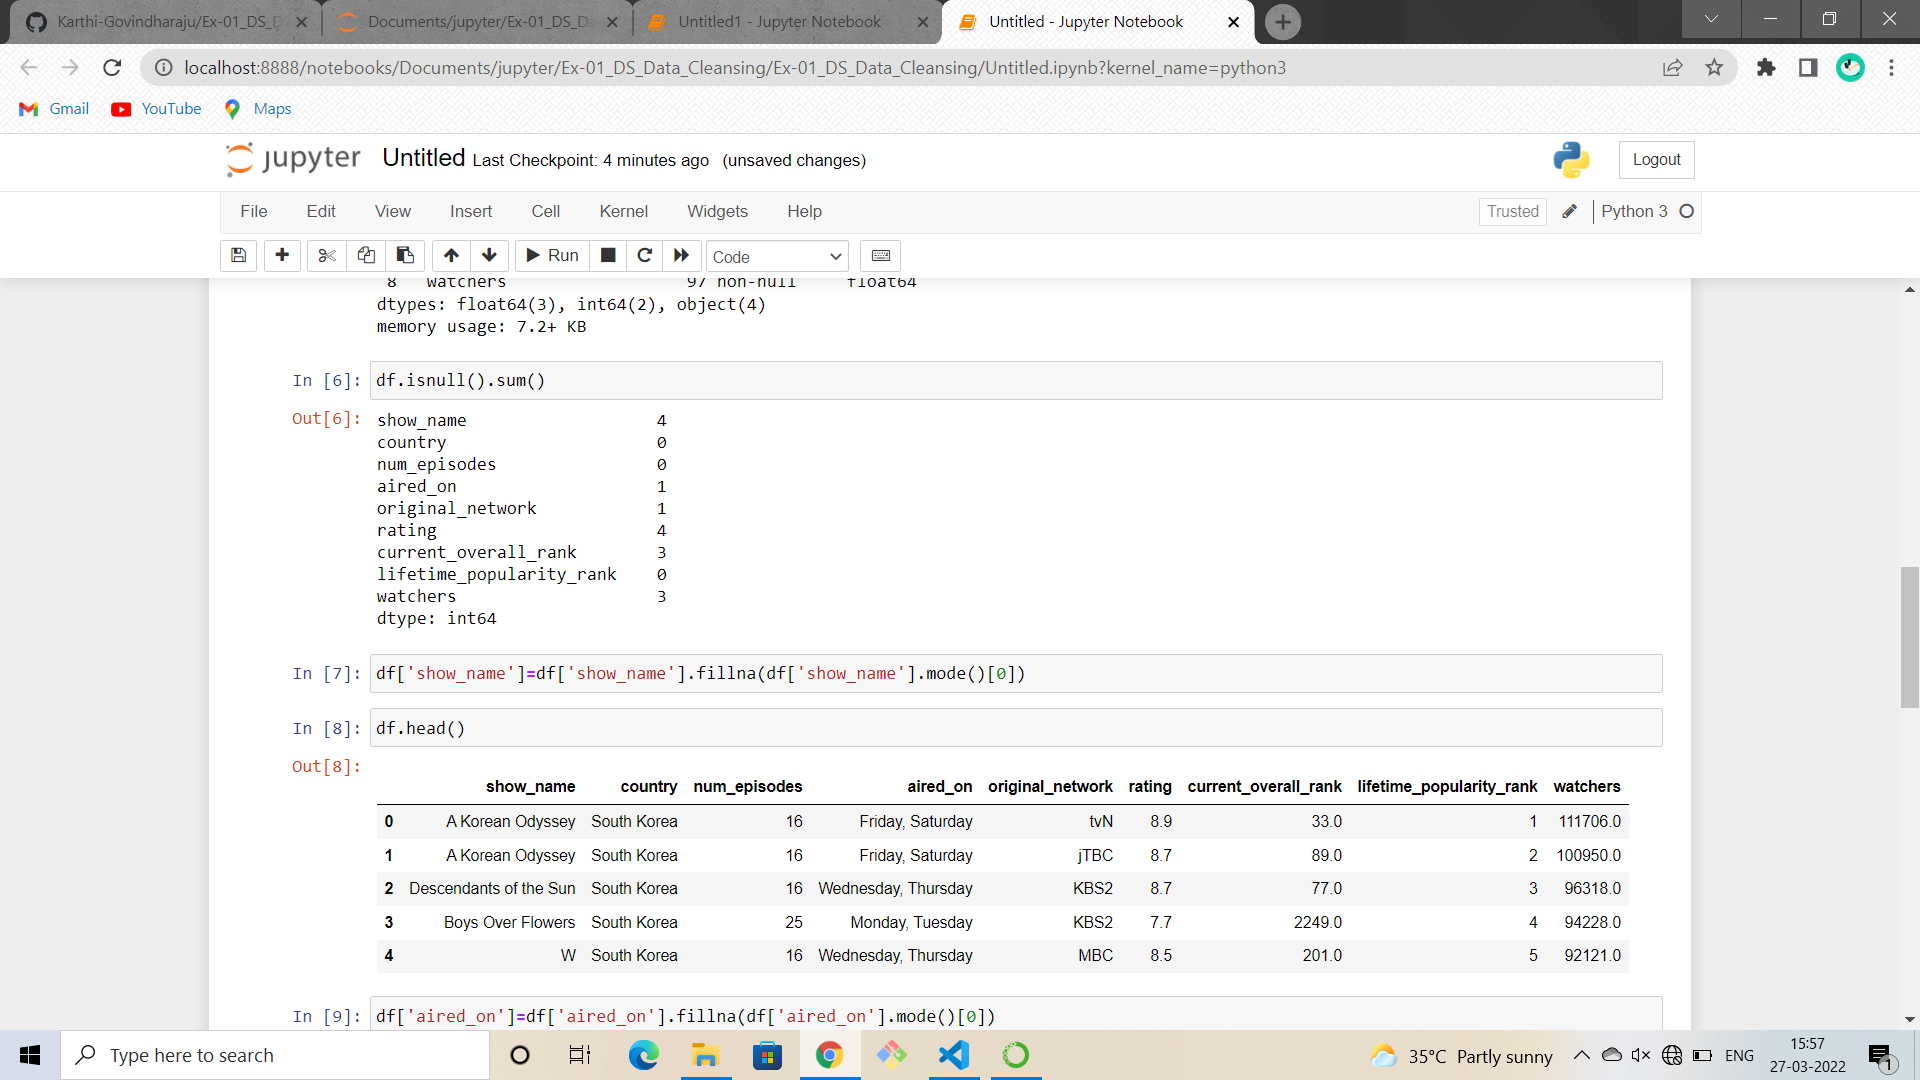 Karthi-Govindharaju/Ex-01_DS_D
Documents/jupyter/Ex-01_DS_Da
Untitled1 - Jupyter Notebook
Untitled - Jupyter Notebook
localhost:8888/notebooks/Documents/jupyter/Ex-01_DS_Data_Cleansing/Ex-01_DS_Data_Cleansing/Untitled.ipynb?kernel_name=python3
Gmail YouTube Maps
jupyter Untitled Last Checkpoint: 4 minutes ago (unsaved changes) Logout
File Edit View Insert Cell Kernel Widgets Help Trusted Python 3
Run Code
8 watchers 97 non-null float64
dtypes: float64(3), int64(2), object(4)
memory usage: 7.2+ KB
In [6]: df.isnull().sum()
Out[6]: show_name 4
country 0
num_episodes 0
aired_on 1
original_network 1
rating 4
current_overall_rank 3
lifetime_popularity_rank 0
watchers 3
dtype: int64
In [7]: df['show_name']=df['show_name'].fillna(df['show_name'].mode()[0])
In [8]: df.head()
Out[8]:
show_name country num_episodes aired_on original_network rating current_overall_rank lifetime_popularity_rank watchers
0 A Korean Odyssey South Korea 16 Friday, Saturday tvN 8.9 33.0 1 111706.0
1 A Korean Odyssey South Korea 16 Friday, Saturday jTBC 8.7 89.0 2 100950.0
2 Descendants of the Sun South Korea 16 Wednesday, Thursday KBS2 8.7 77.0 3 96318.0
3 Boys Over Flowers South Korea 25 Monday, Tuesday KBS2 7.7 2249.0 4 94228.0
4 W South Korea 16 Wednesday, Thursday MBC 8.5 201.0 5 92121.0
In [9]: df['aired_on']=df['aired_on'].fillna(df['aired_on'].mode()[0])
Type here to search 35°C Partly sunny ENG 15:57
27-03-2022 1